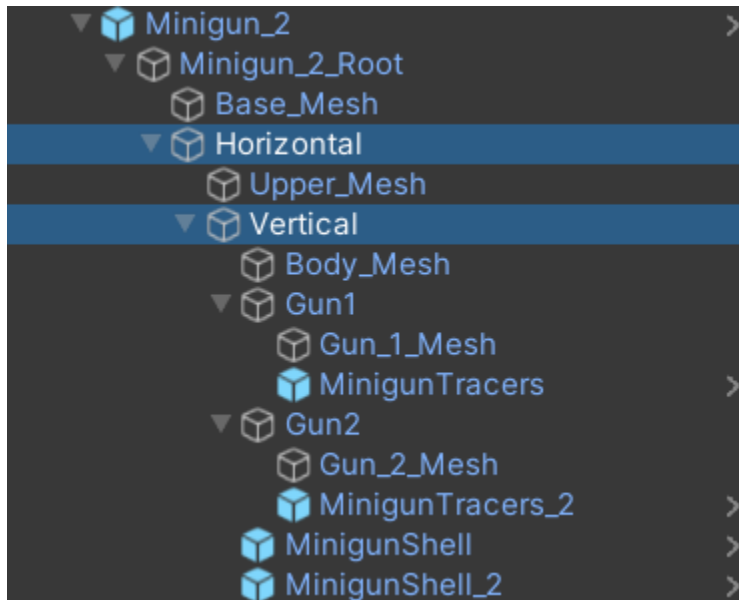 Minigun_2
Minigun_2_Root
Base_Mesh
Horizontal
Upper_Mesh
Vertical
Body_Mesh
Gun1
Gun_1_Mesh
MinigunTracers
Gun2
Gun_2_Mesh
MinigunTracers_2
MinigunShell
MinigunShell_2